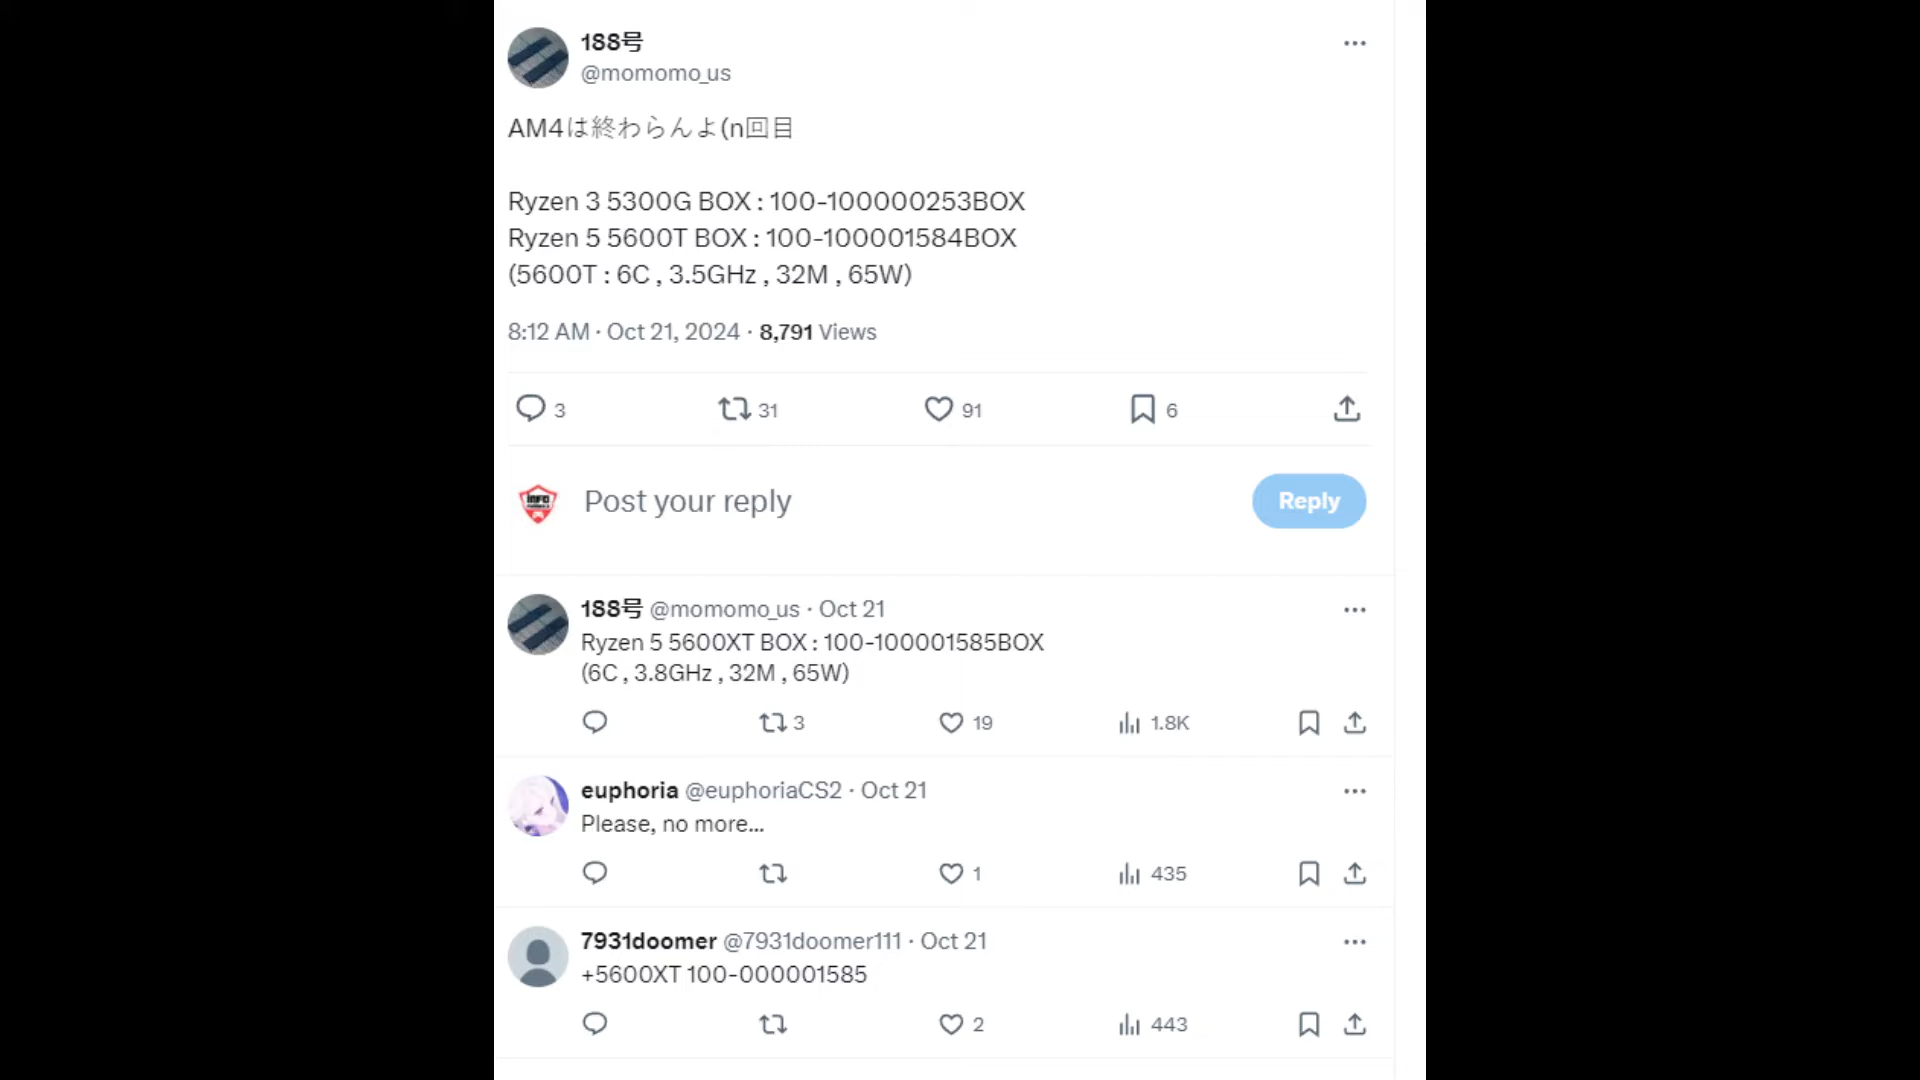 188号
@momomo_us
AM4は終わらんよ(n回目
Ryzen 3 5300G BOX : 100-100000253BOX
Ryzen 5 5600T BOX : 100-100001584BOX
(5600T : 6C , 3.5GHz , 32M , 65W)
8:12 AM · Oct 21, 2024 · 8,791 Views
3 31 91 6
INFO
Post your reply
Reply
188号 @momomo_us · Oct 21
Ryzen 5 5600XT BOX : 100-100001585BOX
(6C , 3.8GHz , 32M , 65W)
3 19 1.8K
euphoria @euphoriaCS2 · Oct 21
Please, no more...
1 435
7931doomer @7931doomer111 · Oct 21
+5600XT 100-000001585
2 443